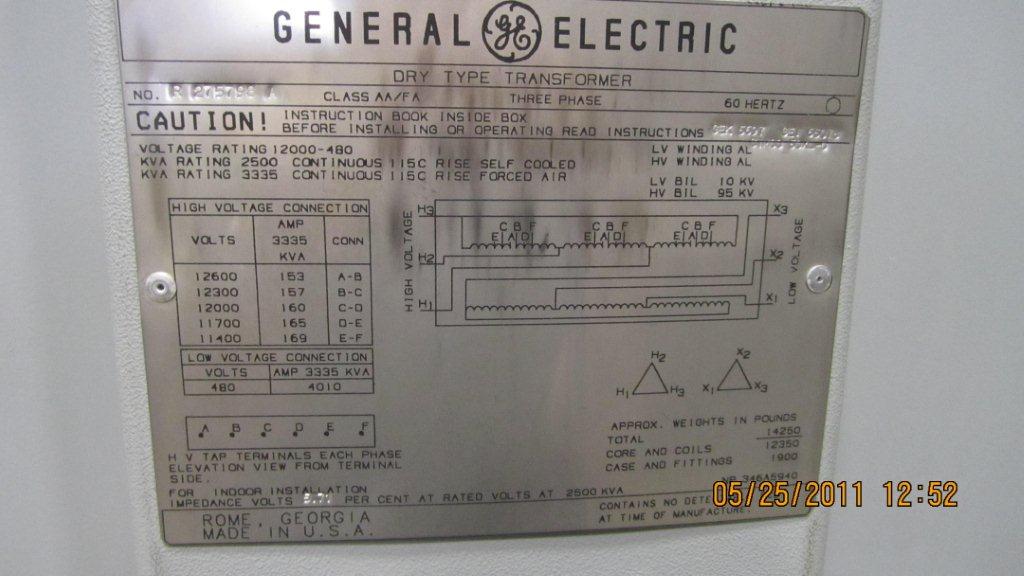 GENERAL GE ELECTRIC
DRY TYPE TRANSFORMER
NO. R 275796 A CLASS AA/FA THREE PHASE 60 HERTZ
CAUTION! INSTRUCTION BOOK INSIDE BOX
BEFORE INSTALLING OR OPERATING READ INSTRUCTIONS
VOLTAGE RATING 12000-480 LV WINDING AL
KVA RATING 2500 CONTINUOUS 115C RISE SELF COOLED HV WINDING AL
KVA RATING 3335 CONTINUOUS 115C RISE FORCED AIR
LV BIL 10 KV
HV BIL 95 KV
HIGH VOLTAGE CONNECTION
VOLTS AMP 3335 KVA CONN
12600 153 A-B
12300 157 B-C
12000 160 C-D
11700 165 D-E
11400 169 E-F
LOW VOLTAGE CONNECTION
VOLTS AMP 3335 KVA
480 4010
HIGH VOLTAGE
H3
H2
H1
C B F C B F C B F
E A D E A D E A D
X3
X2
X1
LOW VOLTAGE
H2 X2
H1 H3 X1 X3
A B C D E F
H V TAP TERMINALS EACH PHASE
ELEVATION VIEW FROM TERMINAL
SIDE.
APPROX. WEIGHTS IN POUNDS
TOTAL 14250
CORE AND COILS 12350
CASE AND FITTINGS 1900
NP 346A5940
FOR INDOOR INSTALLATION
IMPEDANCE VOLTS PER CENT AT RATED VOLTS AT 2500 KVA
CONTAINS NO DETE
AT TIME OF MANUFACTURE.
ROME, GEORGIA
MADE IN U.S.A.
05/25/2011 12:52